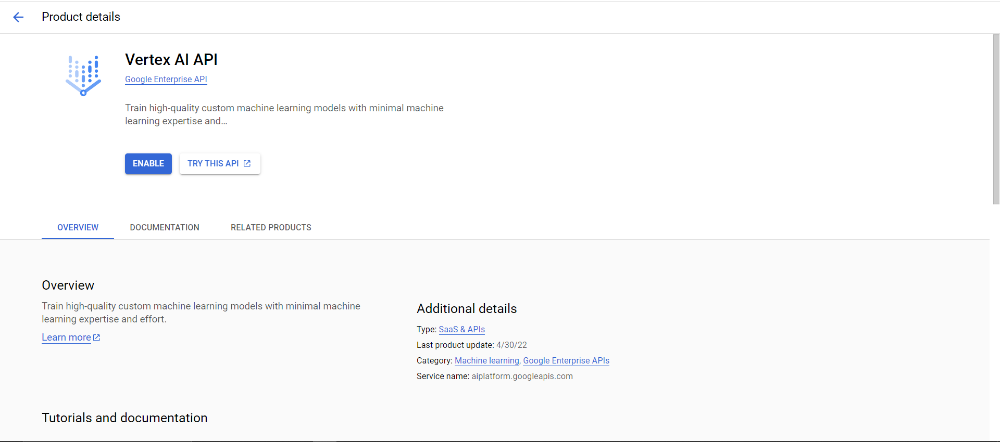 Product details
Vertex AI API
Google Enterprise API
Train high-quality custom machine learning models with minimal machine
learning expertise and...
ENABLE
TRY THIS API
OVERVIEW
DOCUMENTATION
RELATED PRODUCTS
Overview
Train high-quality custom machine learning models with minimal machine
learning expertise and effort.
Learn more
Additional details
Type: SaaS & APIs
Last product update: 4/30/22
Category: Machine learning, Google Enterprise APIs
Service name: aiplatform.googleapis.com
Tutorials and documentation